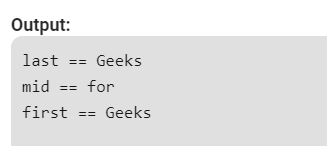 Output:
last == Geeks
mid == for
first == Geeks